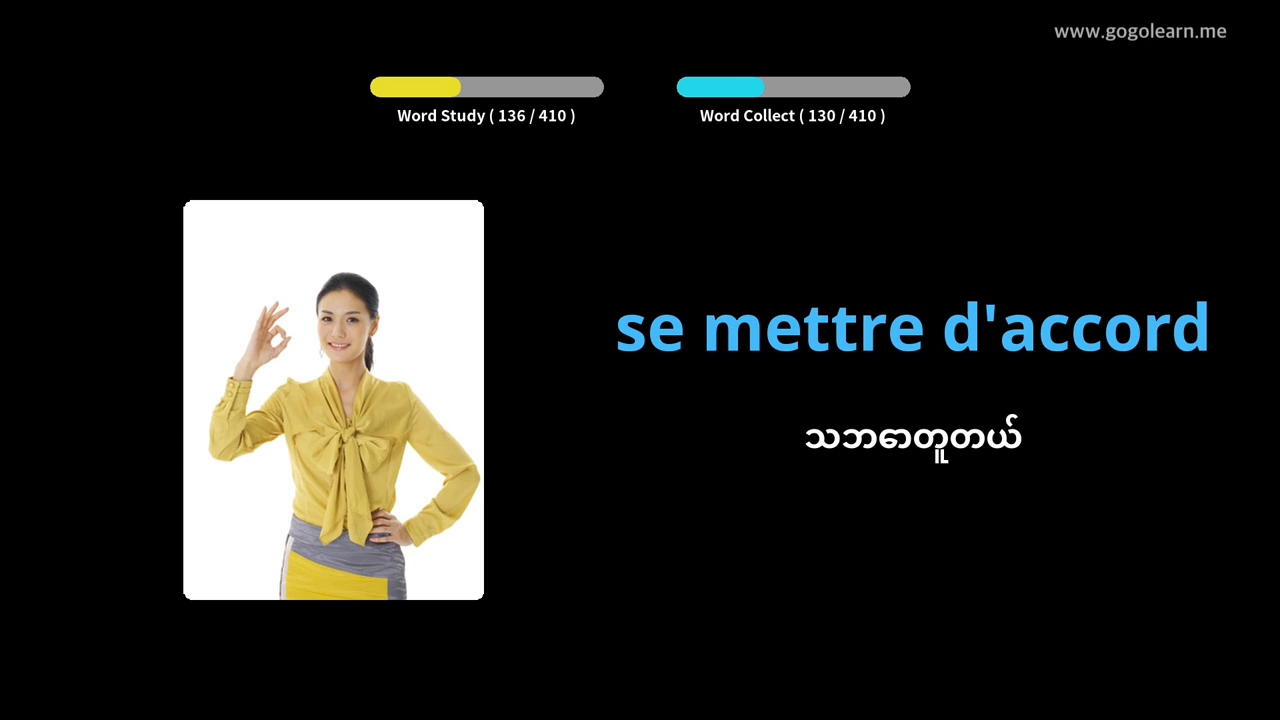 www.gogolearn.me
Word Study ( 136 / 410 )
Word Collect ( 130 / 410 )
se mettre d'accord
သဘောတူတယ်